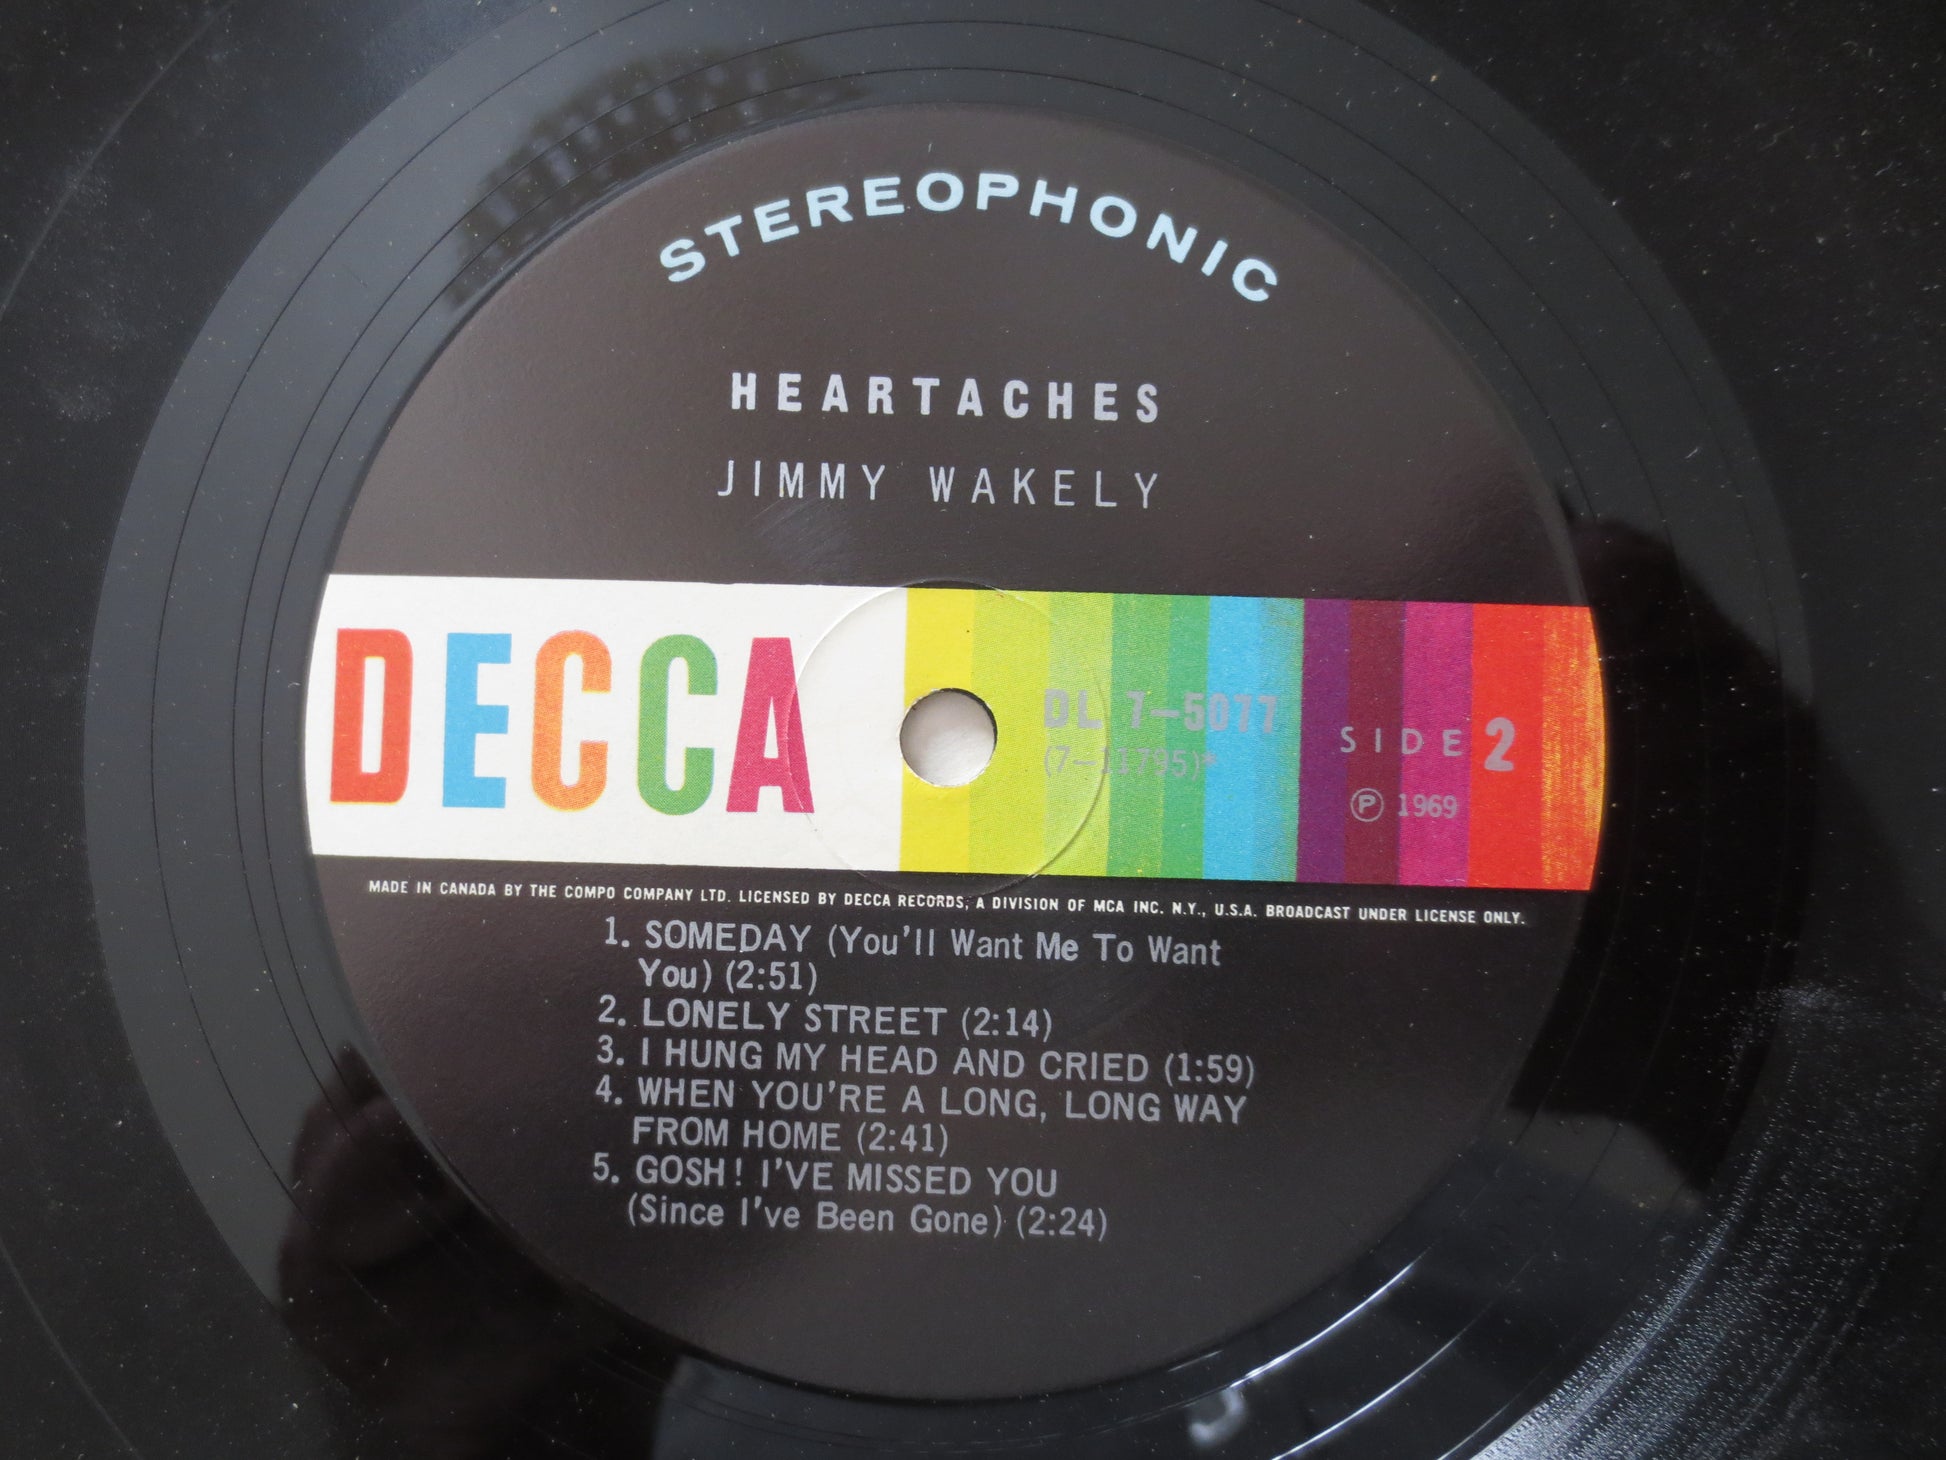 STEREOPHONIC
HEARTACHES
JIMMY WAKELY
DECCA
DL 7-5077
(7-11795)*
SIDE 2
Ⓟ 1969
MADE IN CANADA BY THE COMPO COMPANY LTD. LICENSED BY DECCA RECORDS, A DIVISION OF MCA INC. N.Y., U.S.A. BROADCAST UNDER LICENSE ONLY.
1. SOMEDAY (You'll Want Me To Want
You) (2:51)
2. LONELY STREET (2:14)
3. I HUNG MY HEAD AND CRIED (1:59)
4. WHEN YOU'RE A LONG, LONG WAY
FROM HOME (2:41)
5. GOSH! I'VE MISSED YOU
(Since I've Been Gone) (2:24)